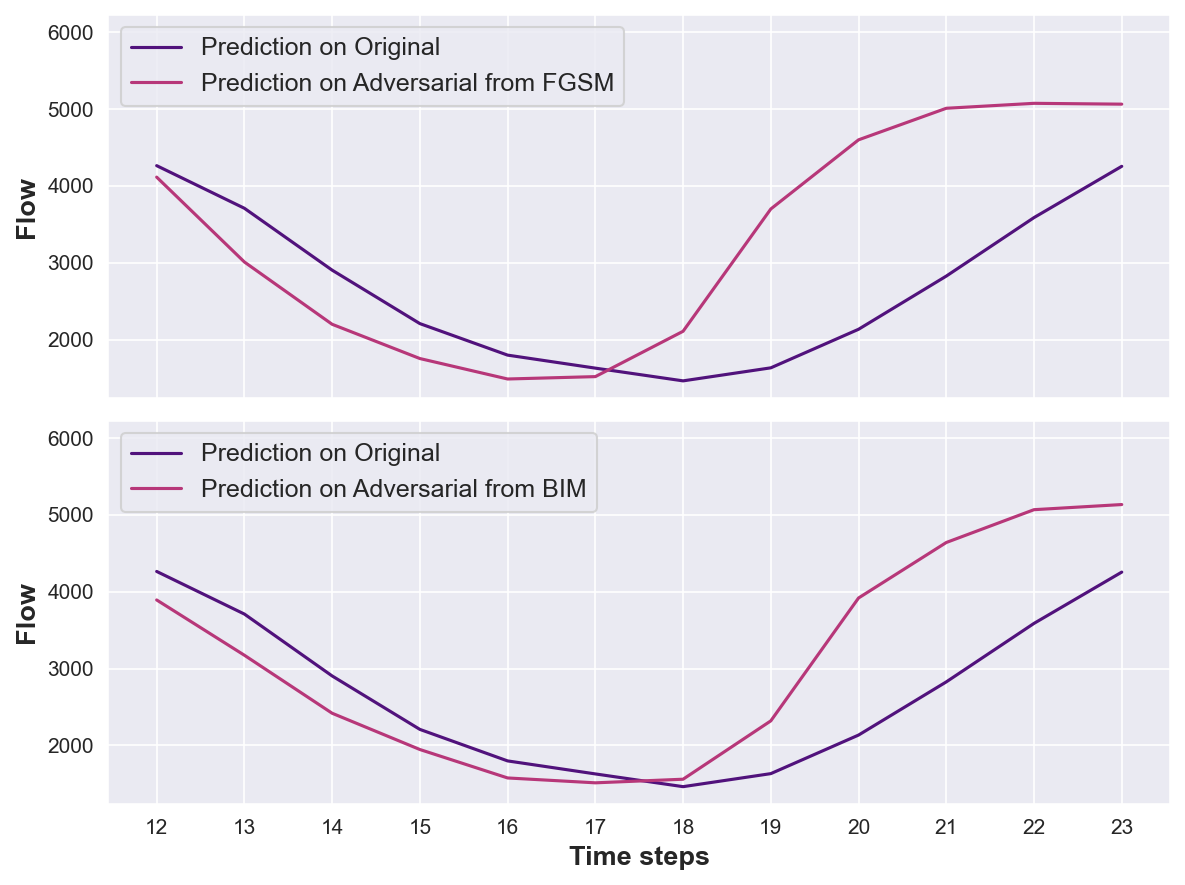 6000
5000
4000
3000
2000
Flow
Prediction on Original
Prediction on Adversarial from FGSM
6000
5000
4000
3000
2000
Flow
Prediction on Original
Prediction on Adversarial from BIM
12 13 14 15 16 17 18 19 20 21 22 23
Time steps